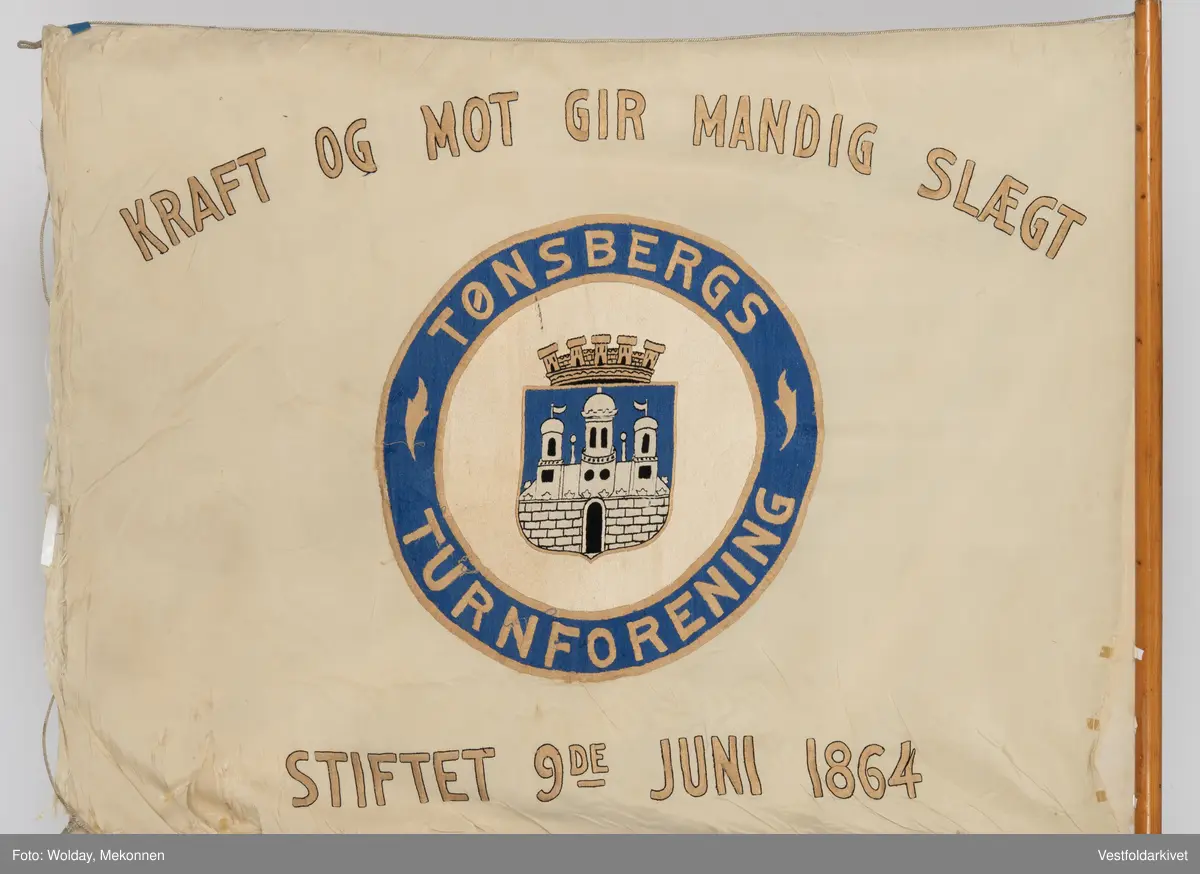 KRAFT OG MOT GIR MANDIG SLÆGT
TØNSBERGS
TURNFORENING
STIFTET 9DE JUNI 1864
Foto: Wolday, Mekonnen
Vestfoldarkivet